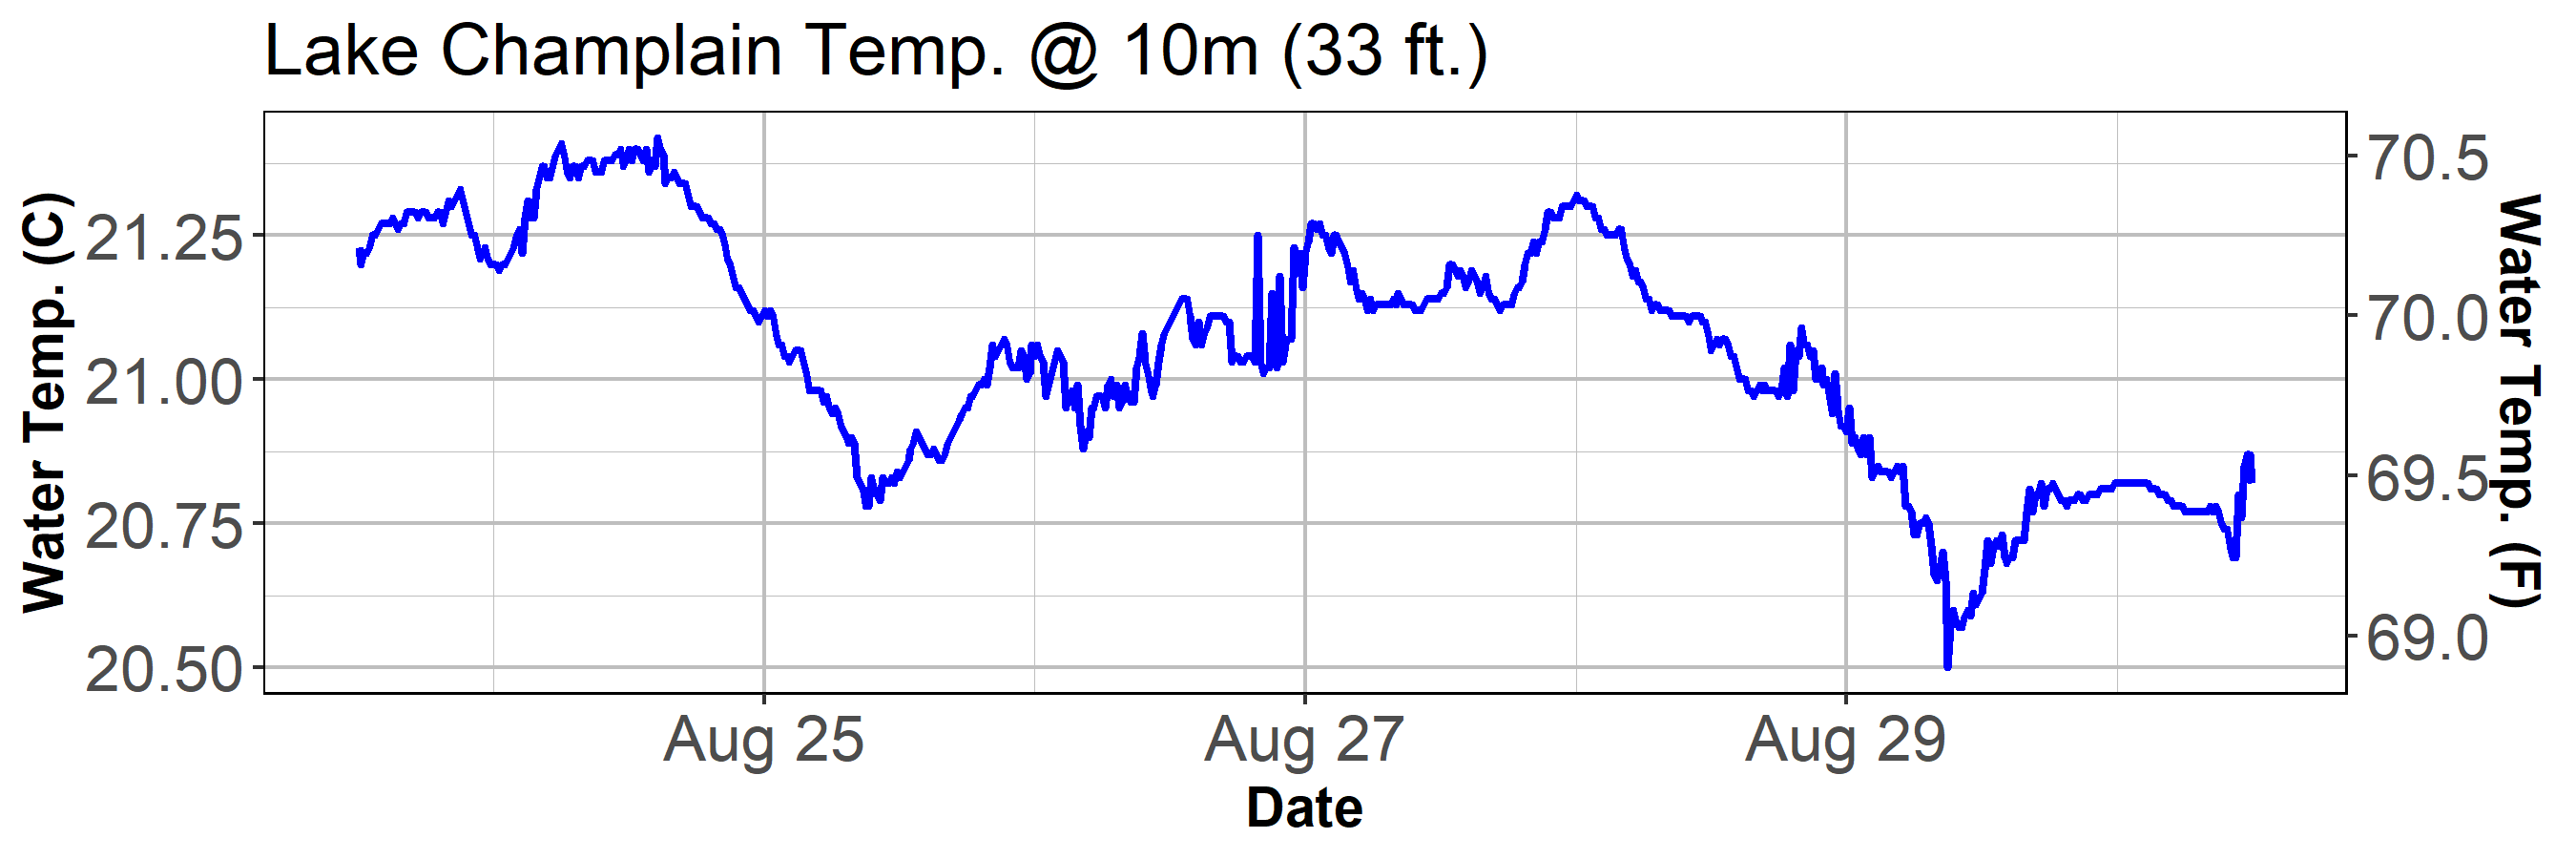 Lake Champlain Temp. @ 10m (33 ft.)
Water Temp. (C)
21.25
21.00
20.75
20.50
70.5
70.0
69.5
69.0
Water Temp. (F)
Aug 25
Aug 27
Aug 29
Date